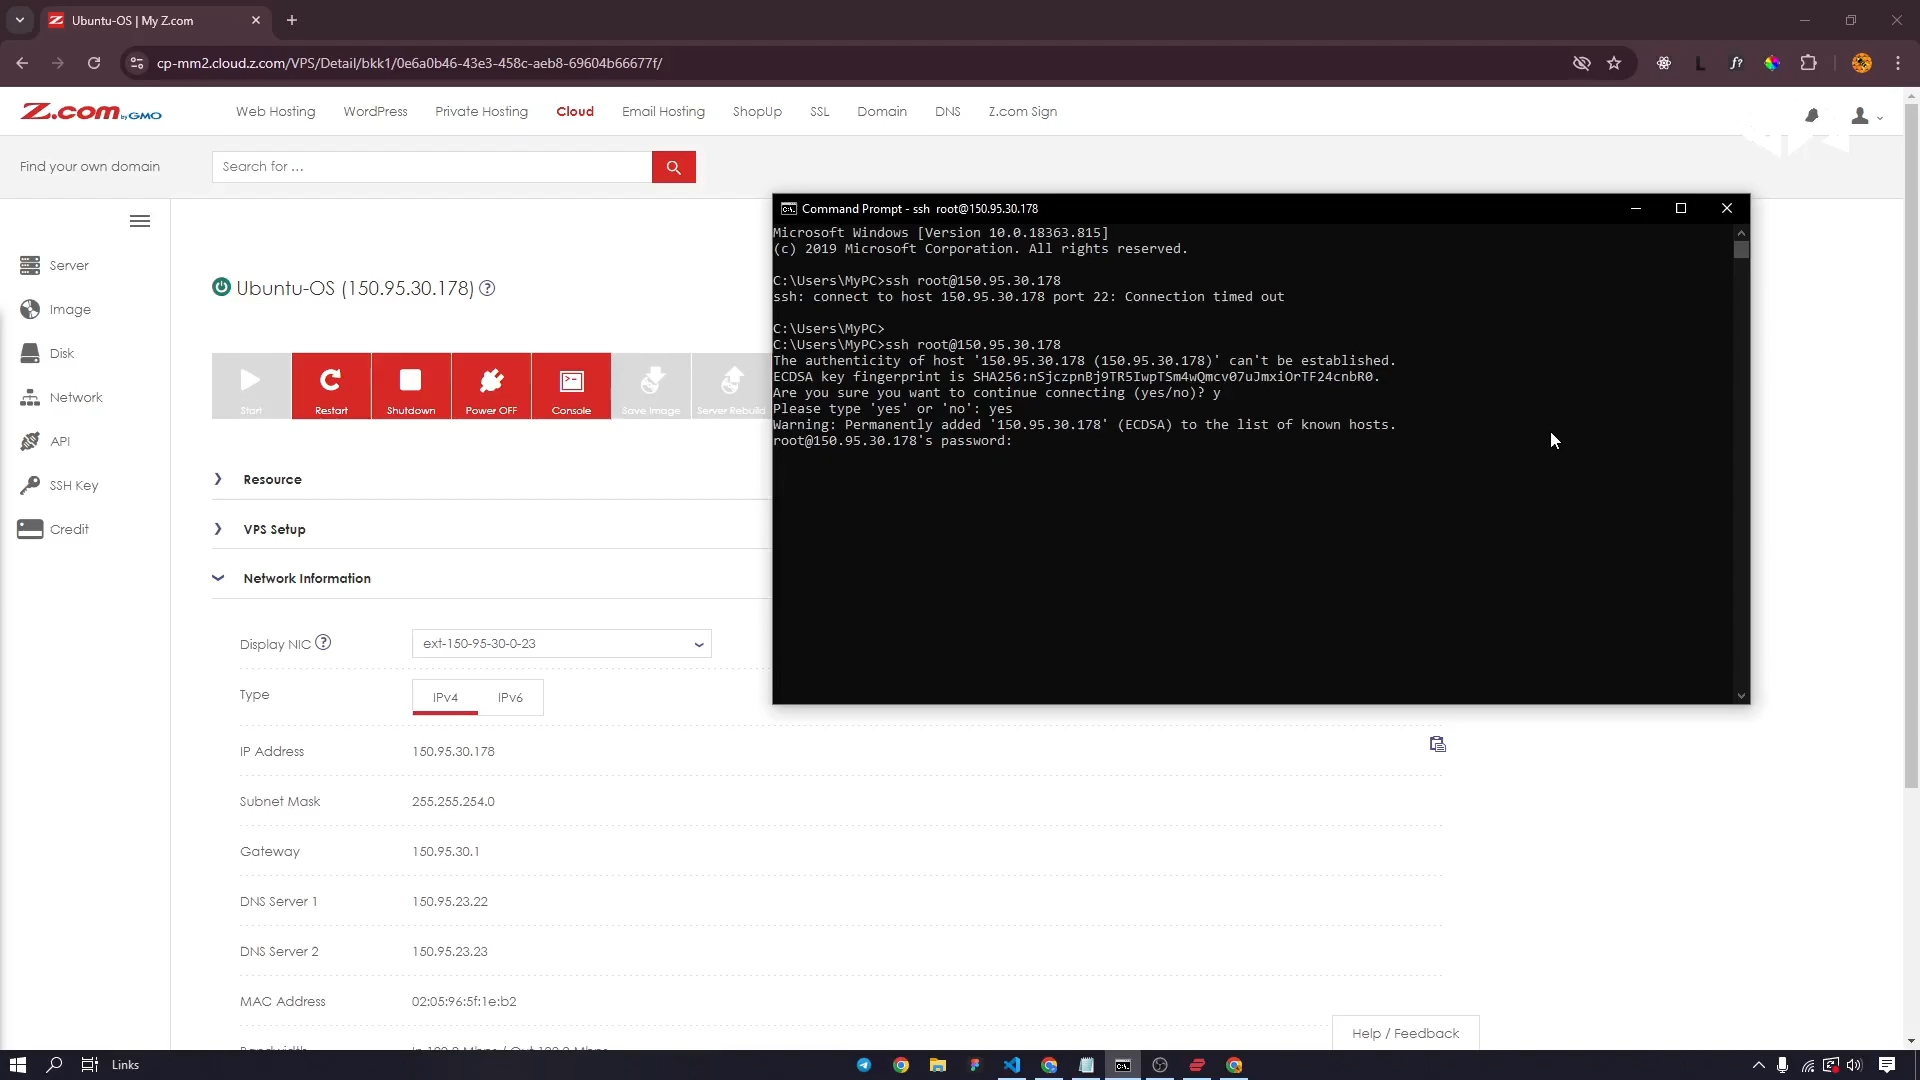 Ubuntu-OS | My Z.com
cp-mm2.cloud.z.com/VPS/Detail/bkk1/0e6a0b46-43e3-458c-aeb8-69604b66677f/
Z.com by GMO
Web Hosting
WordPress
Private Hosting
Cloud
Email Hosting
ShopUp
SSL
Domain
DNS
Z.com Sign
Find your own domain
Search for ...
Server
Image
Disk
Network
API
SSH Key
Credit
Ubuntu-OS (150.95.30.178)
Start
Restart
Shutdown
Power OFF
Console
Save Image
Server Rebuild
Resource
VPS Setup
Network Information
Display NIC
ext-150-95-30-0-23
Type
IPv4
IPv6
IP Address
150.95.30.178
Subnet Mask
255.255.254.0
Gateway
150.95.30.1
DNS Server 1
150.95.23.22
DNS Server 2
150.95.23.23
MAC Address
02:05:96:5f:1e:b2
Command Prompt - ssh root@150.95.30.178
Microsoft Windows [Version 10.0.18363.815]
(c) 2019 Microsoft Corporation. All rights reserved.
C:\Users\MyPC>ssh root@150.95.30.178
ssh: connect to host 150.95.30.178 port 22: Connection timed out
C:\Users\MyPC>
C:\Users\MyPC>ssh root@150.95.30.178
The authenticity of host '150.95.30.178 (150.95.30.178)' can't be established.
ECDSA key fingerprint is SHA256:nSjczpnBj9TR5IwpTSm4wQmcv07uJmxiOrTF24cnbR0.
Are you sure you want to continue connecting (yes/no)? y
Please type 'yes' or 'no': yes
Warning: Permanently added '150.95.30.178' (ECDSA) to the list of known hosts.
root@150.95.30.178's password:
Help / Feedback
Links